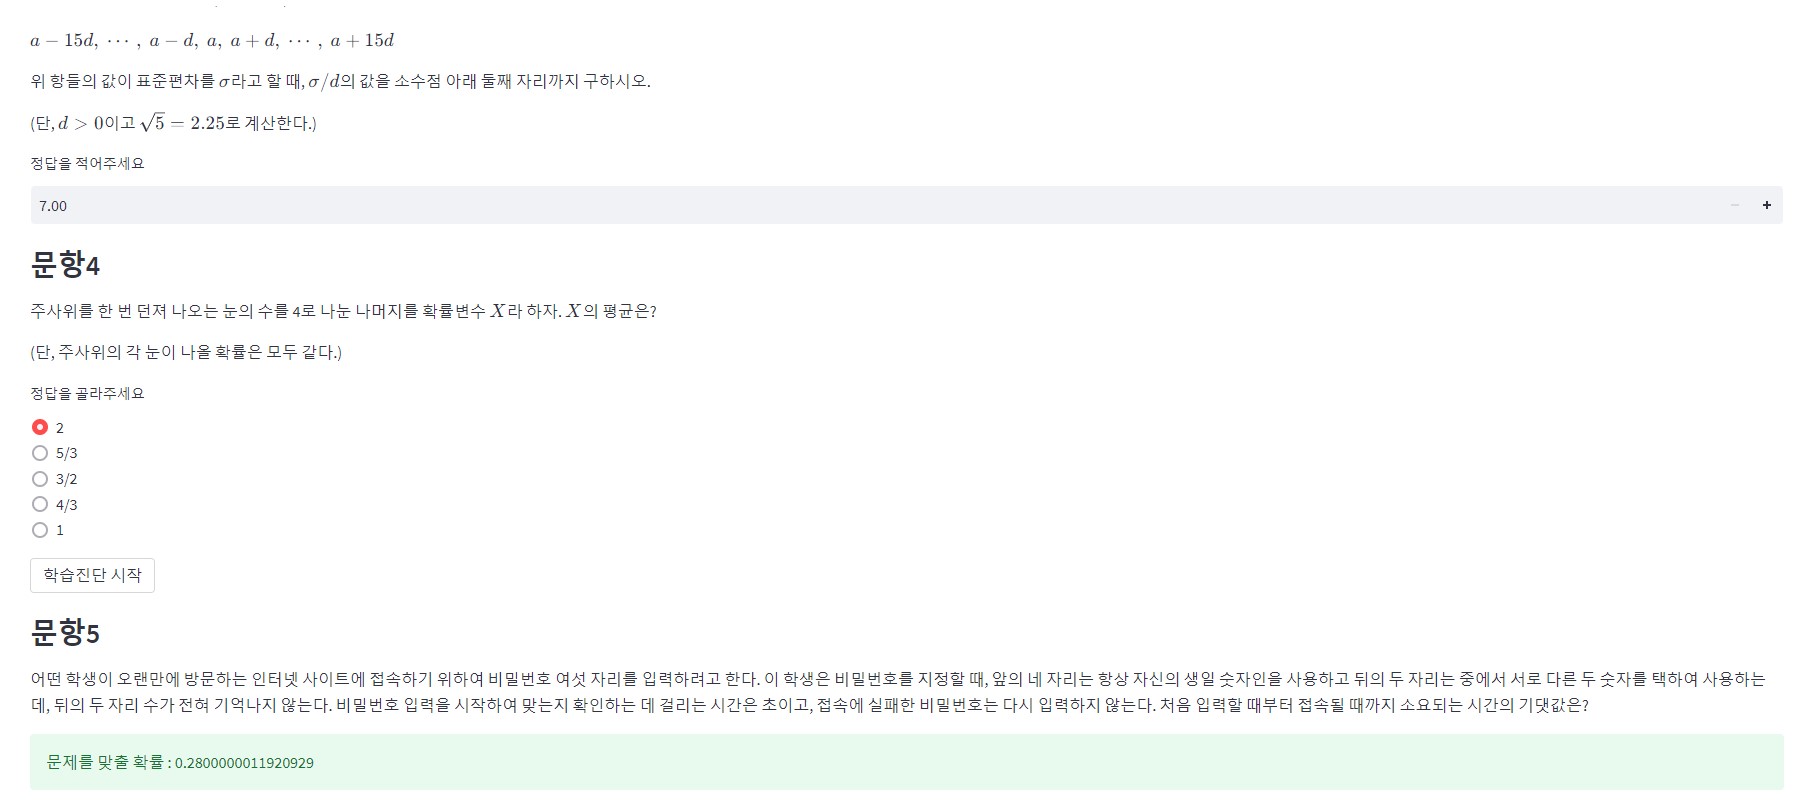 a − 15d, ⋯ , a − d, a, a + d, ⋯ , a + 15d
위 항들의 값이 표준편차를 σ라고 할 때, σ/d의 값을 소수점 아래 둘째 자리까지 구하시오.
(단, d > 0이고 √5 = 2.25로 계산한다.)
정답을 적어주세요
7.00
문항4
주사위를 한 번 던져 나오는 눈의 수를 4로 나눈 나머지를 확률변수 X라 하자. X의 평균은?
(단, 주사위의 각 눈이 나올 확률은 모두 같다.)
정답을 골라주세요
2
5/3
3/2
4/3
1
학습진단 시작
문항5
어떤 학생이 오랜만에 방문하는 인터넷 사이트에 접속하기 위하여 비밀번호 여섯 자리를 입력하려고 한다. 이 학생은 비밀번호를 지정할 때, 앞의 네 자리는 항상 자신의 생일 숫자인을 사용하고 뒤의 두 자리는 중에서 서로 다른 두 숫자를 택하여 사용하는
데, 뒤의 두 자리 수가 전혀 기억나지 않는다. 비밀번호 입력을 시작하여 맞는지 확인하는 데 걸리는 시간은 초이고, 접속에 실패한 비밀번호는 다시 입력하지 않는다. 처음 입력할 때부터 접속될 때까지 소요되는 시간의 기댓값은?
문제를 맞출 확률 : 0.2800000011920929